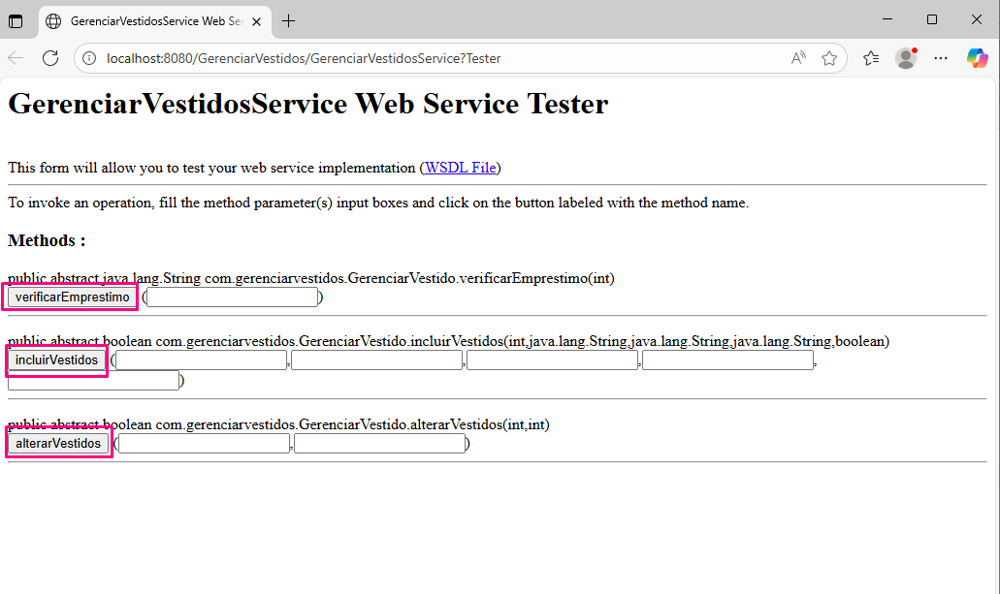 GerenciarVestidosService Web Se
localhost:8080/GerenciarVestidos/GerenciarVestidosService?Tester
GerenciarVestidosService Web Service Tester
This form will allow you to test your web service implementation (WSDL File)
To invoke an operation, fill the method parameter(s) input boxes and click on the button labeled with the method name.
Methods :
public abstract java.lang.String com.gerenciarvestidos.GerenciarVestido.verificarEmprestimo(int)
verificarEmprestimo ( )
public abstract boolean com.gerenciarvestidos.GerenciarVestido.incluirVestidos(int,java.lang.String,java.lang.String,java.lang.String,boolean)
incluirVestidos ( , , , ,
)
public abstract boolean com.gerenciarvestidos.GerenciarVestido.alterarVestidos(int,int)
alterarVestidos ( , )